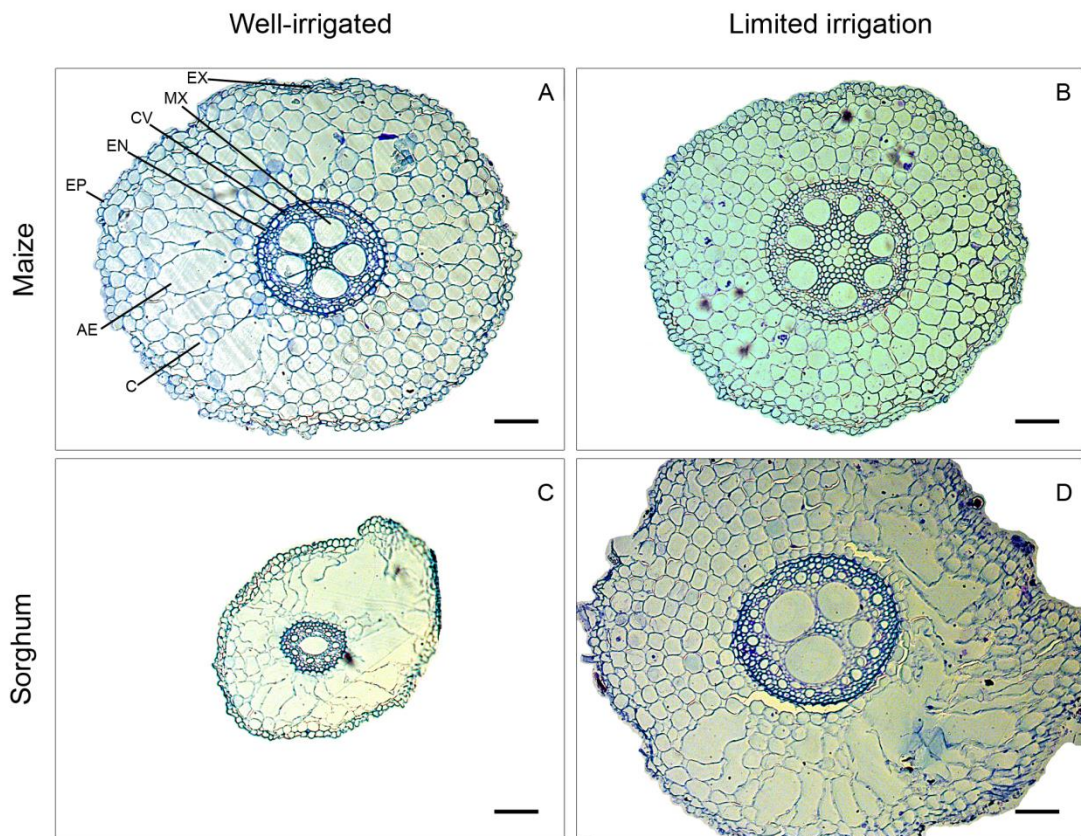 Well-irrigated
Limited irrigation
Maize
A
EX
MX
CV
EN
EP
AE
C
B
Sorghum
C
D